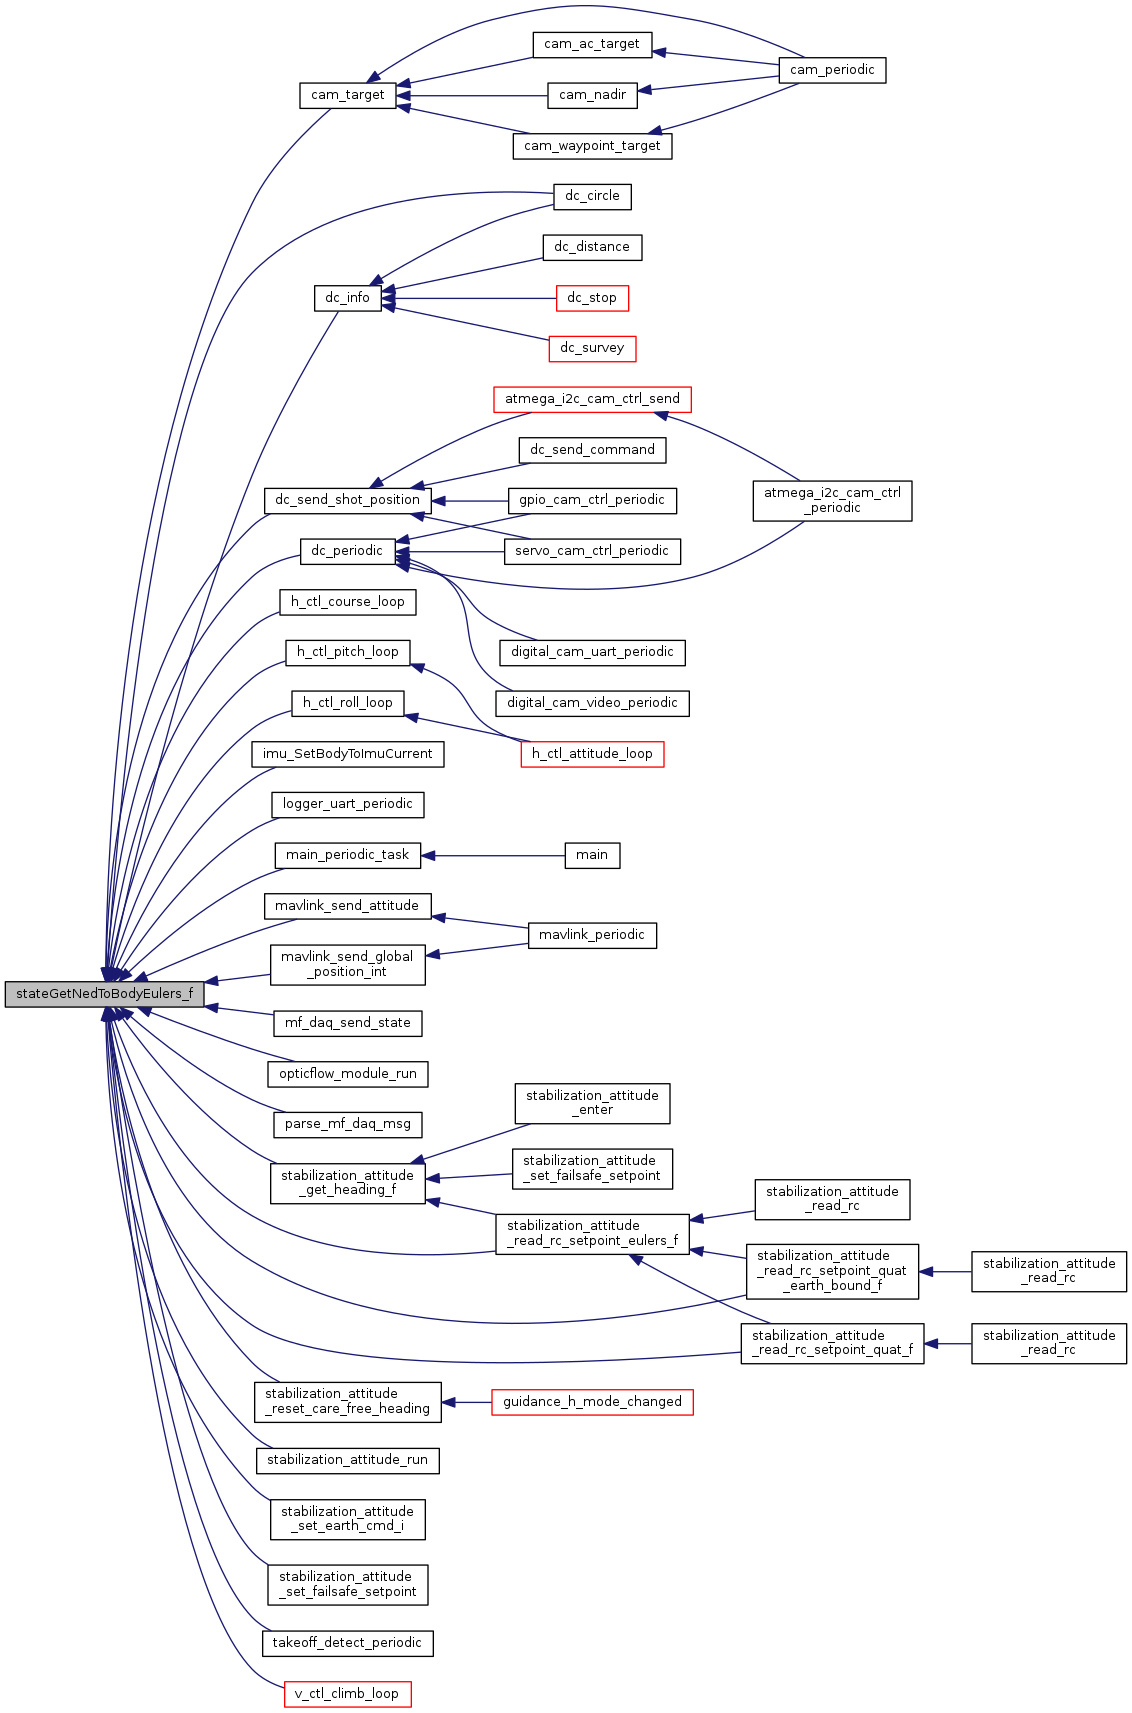 cam_ac_target
cam_periodic
cam_target
cam_nadir
cam_waypoint_target
dc_circle
dc_distance
dc_info
dc_stop
dc_survey
atmega_i2c_cam_ctrl_send
dc_send_command
dc_send_shot_position
gpio_cam_ctrl_periodic
atmega_i2c_cam_ctrl
_periodic
dc_periodic
servo_cam_ctrl_periodic
h_ctl_course_loop
h_ctl_pitch_loop
digital_cam_uart_periodic
h_ctl_roll_loop
digital_cam_video_periodic
imu_SetBodyToImuCurrent
h_ctl_attitude_loop
logger_uart_periodic
main_periodic_task
main
mavlink_send_attitude
mavlink_periodic
mavlink_send_global
_position_int
stateGetNedToBodyEulers_f
mf_daq_send_state
opticflow_module_run
stabilization_attitude
_enter
parse_mf_daq_msg
stabilization_attitude
_set_failsafe_setpoint
stabilization_attitude
_get_heading_f
stabilization_attitude
_read_rc
stabilization_attitude
_read_rc_setpoint_eulers_f
stabilization_attitude
_read_rc_setpoint_quat
_earth_bound_f
stabilization_attitude
_read_rc
stabilization_attitude
_read_rc_setpoint_quat_f
stabilization_attitude
_read_rc
stabilization_attitude
_reset_care_free_heading
guidance_h_mode_changed
stabilization_attitude_run
stabilization_attitude
_set_earth_cmd_i
stabilization_attitude
_set_failsafe_setpoint
takeoff_detect_periodic
v_ctl_climb_loop